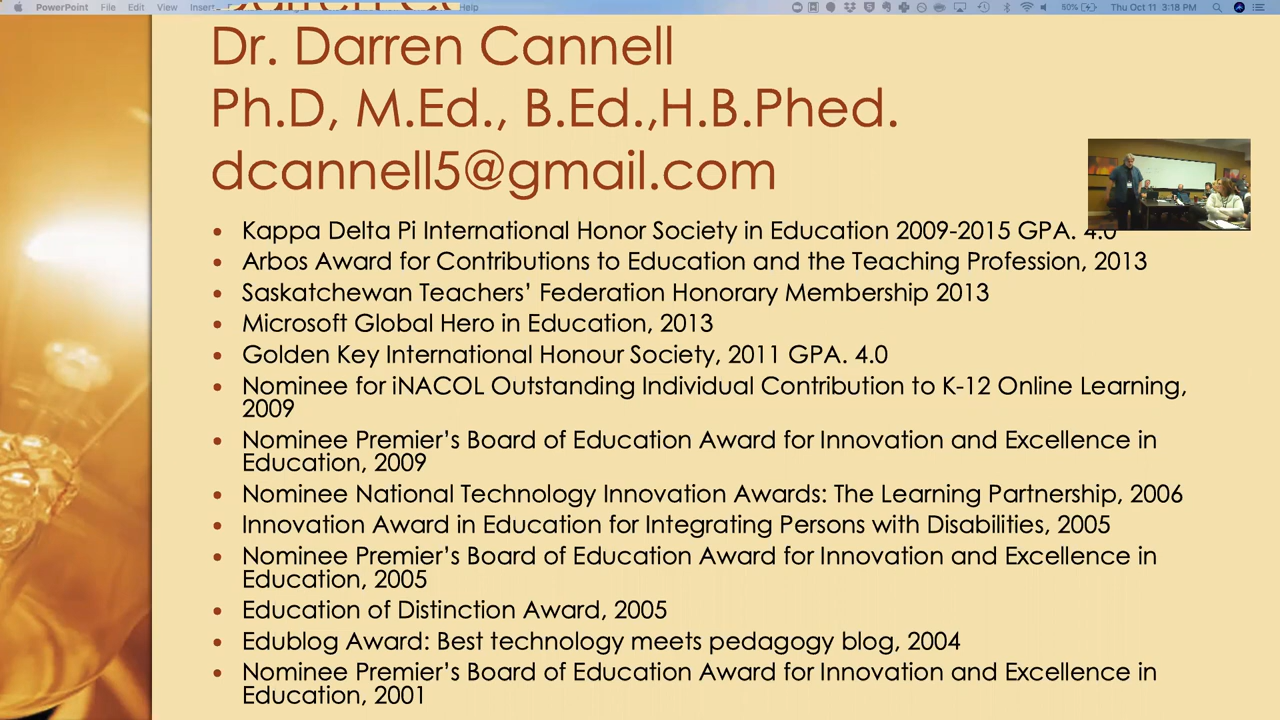 PowerPoint File Edit View Insert Help 80% Thu Oct 11 3:18 PM
Dr. Darren Cannell
Ph.D, M.Ed., B.Ed.,H.B.Phed.
dcannell5@gmail.com
• Kappa Delta Pi International Honor Society in Education 2009-2015 GPA. 4.0
• Arbos Award for Contributions to Education and the Teaching Profession, 2013
• Saskatchewan Teachers’ Federation Honorary Membership 2013
• Microsoft Global Hero in Education, 2013
• Golden Key International Honour Society, 2011 GPA. 4.0
• Nominee for iNACOL Outstanding Individual Contribution to K-12 Online Learning,
2009
• Nominee Premier’s Board of Education Award for Innovation and Excellence in
Education, 2009
• Nominee National Technology Innovation Awards: The Learning Partnership, 2006
• Innovation Award in Education for Integrating Persons with Disabilities, 2005
• Nominee Premier’s Board of Education Award for Innovation and Excellence in
Education, 2005
• Education of Distinction Award, 2005
• Edublog Award: Best technology meets pedagogy blog, 2004
• Nominee Premier’s Board of Education Award for Innovation and Excellence in
Education, 2001